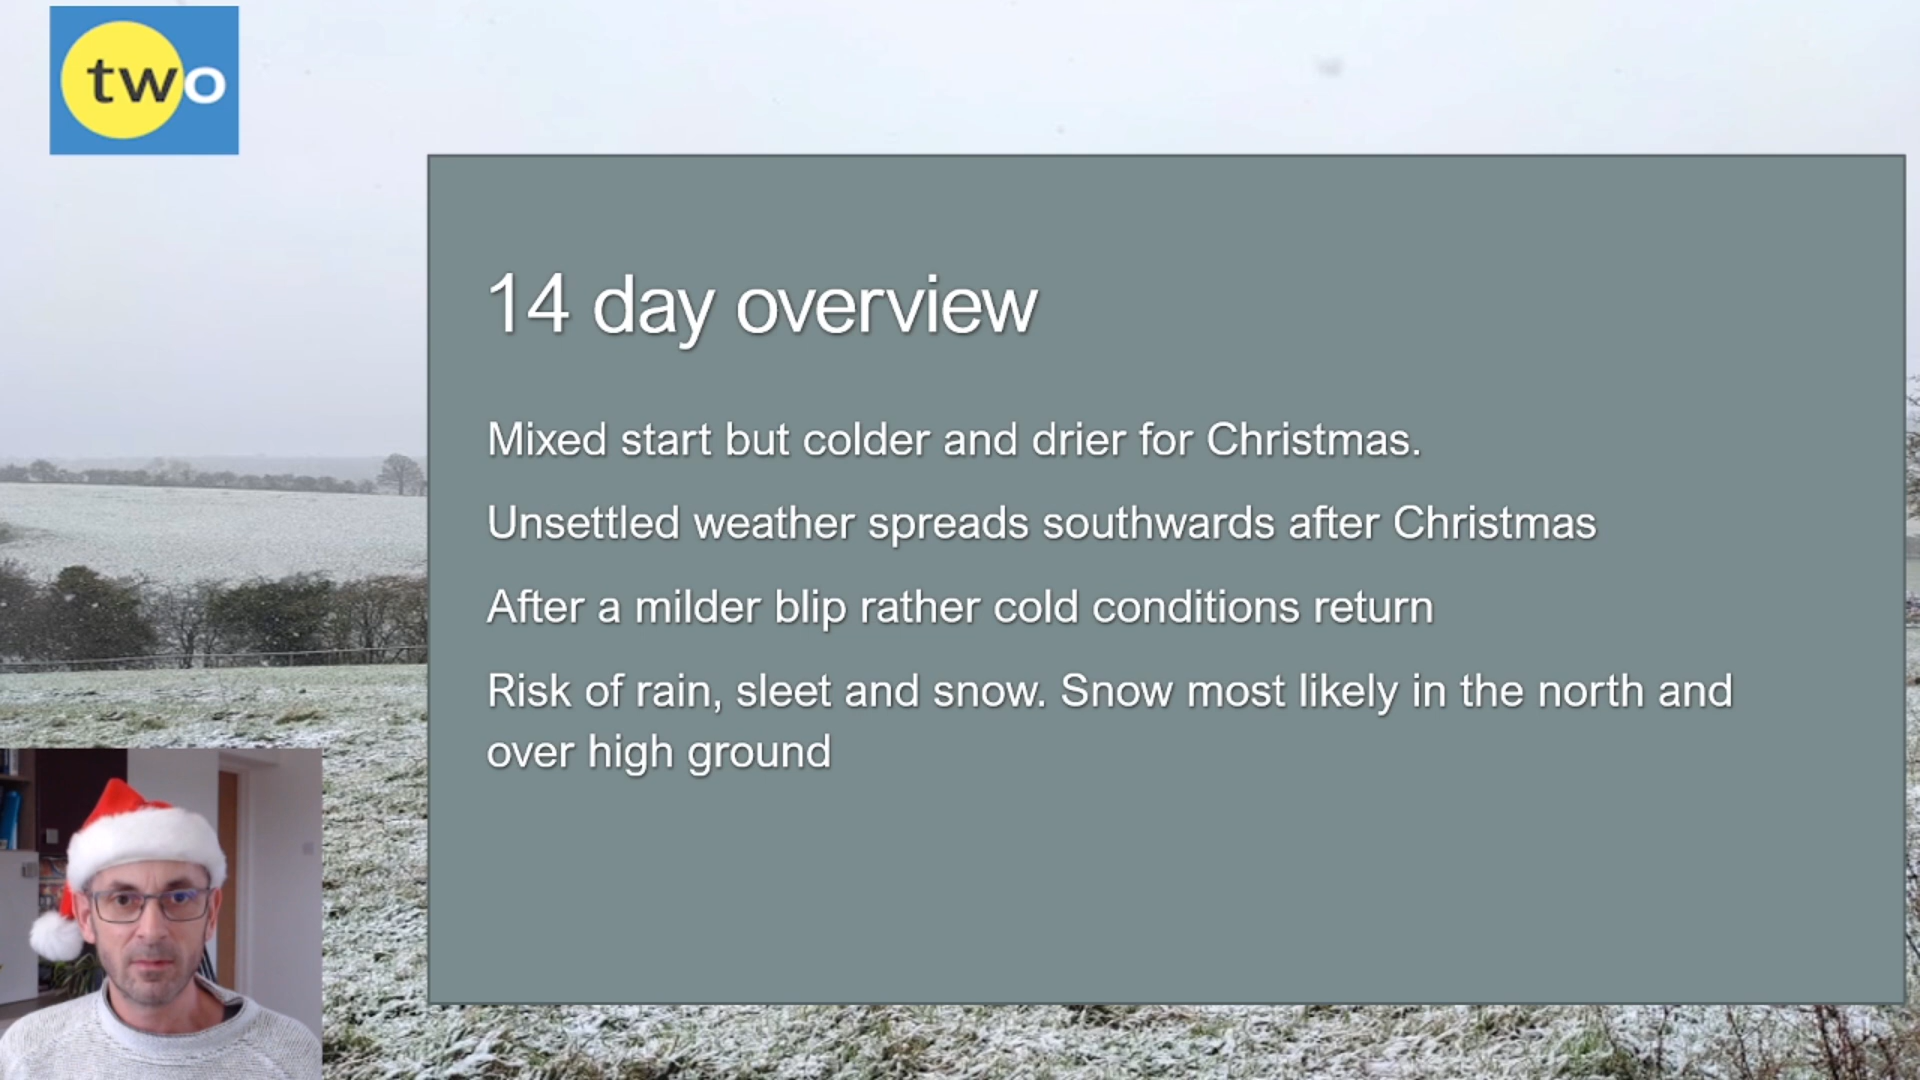 two
14 day overview
Mixed start but colder and drier for Christmas.
Unsettled weather spreads southwards after Christmas
After a milder blip rather cold conditions return
Risk of rain, sleet and snow. Snow most likely in the north and
over high ground